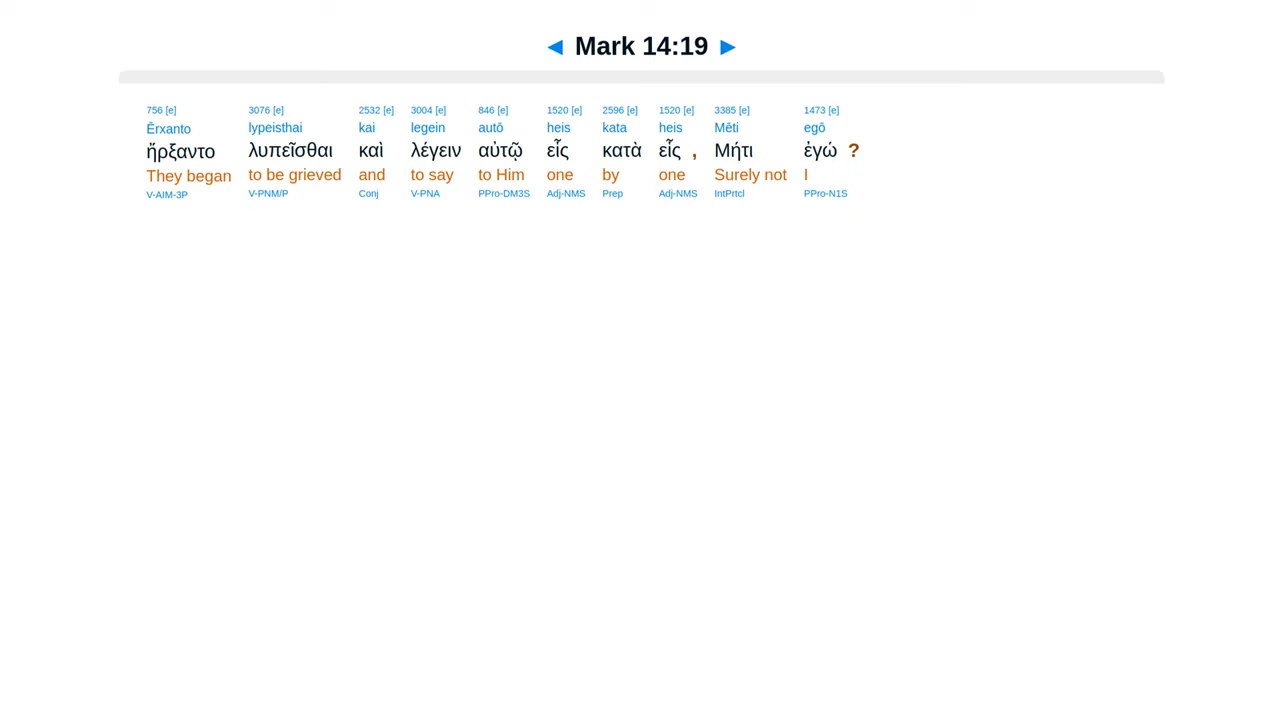 ◄ Mark 14:19 ►
756 [e] 3076 [e] 2532 [e] 3004 [e] 846 [e] 1520 [e] 2596 [e] 1520 [e] 3385 [e] 1473 [e]
Ērxanto lypeisthai kai legein autō heis kata heis Mēti egō
ἤρξαντο λυπεῖσθαι καὶ λέγειν αὐτῷ εἷς κατὰ εἷς , Μήτι ἐγώ ?
They began to be grieved and to say to Him one by one Surely not I
V-AIM-3P V-PNM/P Conj V-PNA PPro-DM3S Adj-NMS Prep Adj-NMS IntPrtcl PPro-N1S